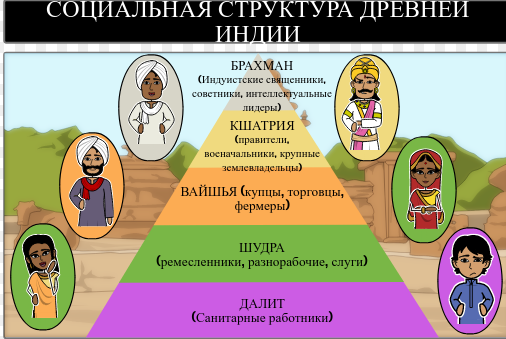 СОЦИАЛЬНАЯ СТРУКТУРА ДРЕВНЕЙ
ИНДИИ
БРАХМАН
(Индуистские священники,
советники, интеллектуальные
лидеры)
КШАТРИЯ
(правители,
военачальники, крупные
землевладельцы)
ВАЙШЬЯ (купцы, торговцы,
фермеры)
ШУДРА
(ремесленники, разнорабочие, слуги)
ДАЛИТ
(Санитарные работники)